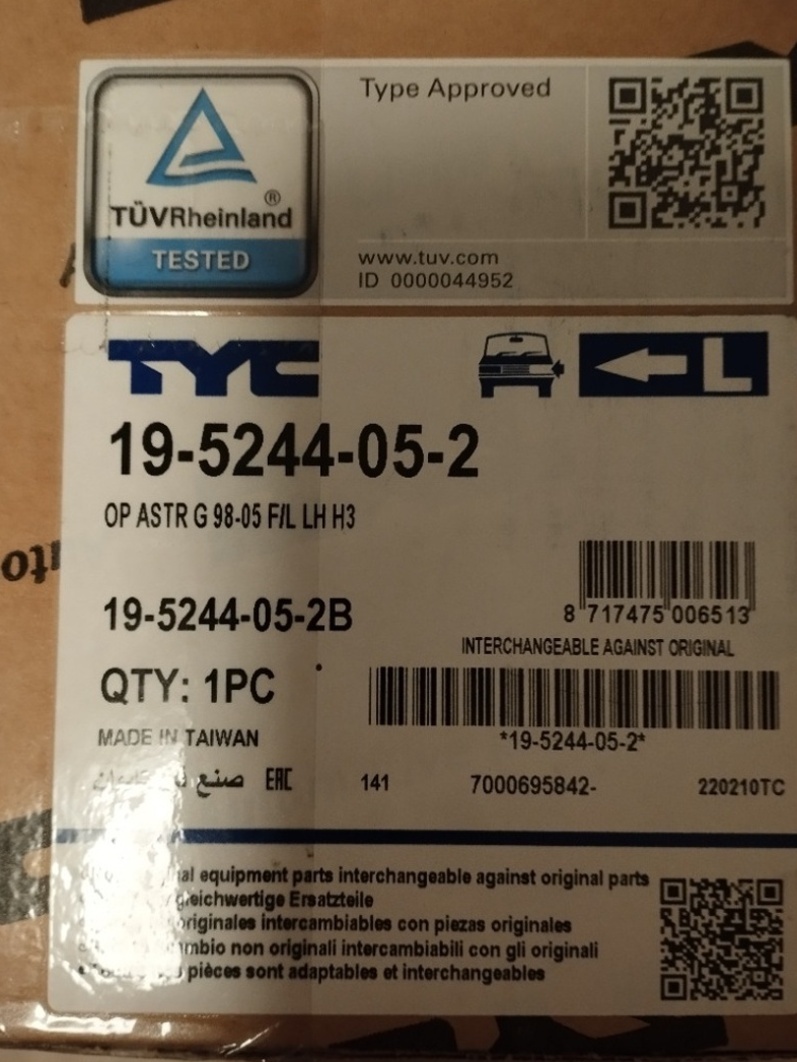 Type Approved
TÜVRheinland®
TESTED
www.tuv.com
ID 0000044952
TYC
L
19-5244-05-2
OP ASTR G 98-05 F/L LH H3
19-5244-05-2B
8 717475 006513
INTERCHANGEABLE AGAINST ORIGINAL
QTY: 1PC
MADE IN TAIWAN
*19-5244-05-2*
صنع EAC
141 7000695842- 220210TC
equipment parts interchangeable against original parts
gleichwertige Ersatzteile
originales intercambiables con piezas originales
non originali intercambiabili con gli originali
pièces sont adaptables et interchangeables